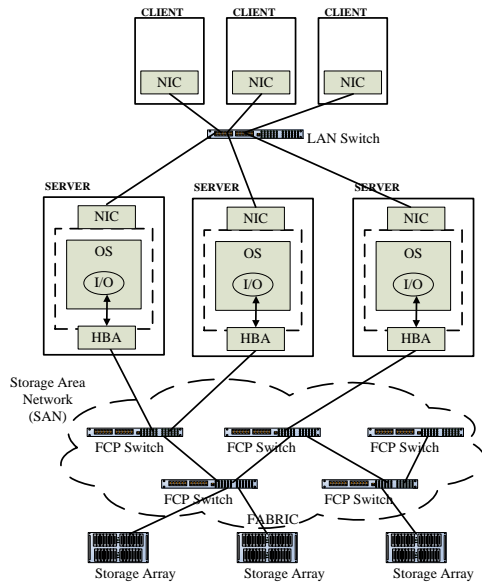 CLIENT
CLIENT
CLIENT
NIC
NIC
NIC
LAN Switch
SERVER
SERVER
SERVER
NIC
NIC
NIC
OS
OS
OS
I/O
I/O
I/O
HBA
HBA
HBA
Storage Area
Network
(SAN)
FCP Switch
FCP Switch
FCP Switch
FCP Switch
FCP Switch
FABRIC
Storage Array
Storage Array
Storage Array